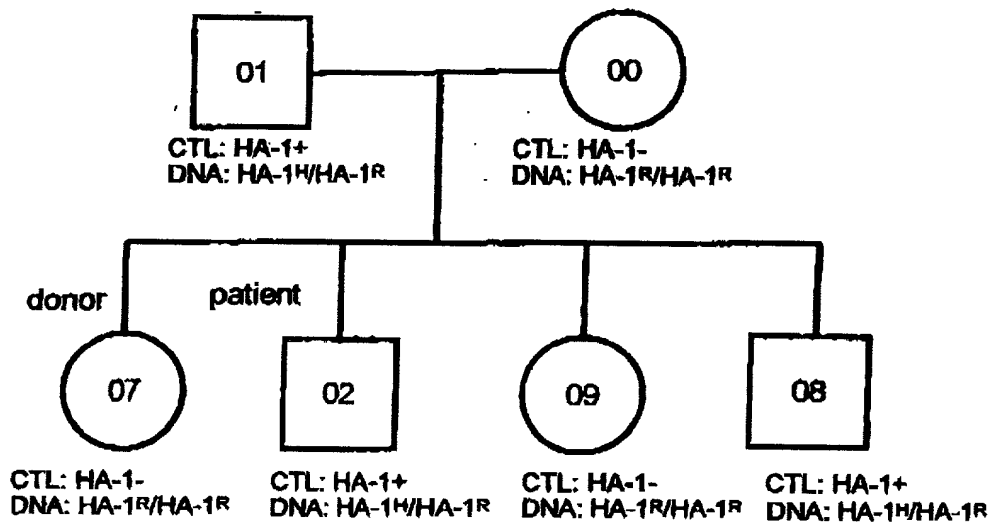 01
00
CTL: HA-1+
DNA: HA-1ᴴ/HA-1ᴿ
CTL: HA-1-
DNA: HA-1ᴿ/HA-1ᴿ
donor
patient
07
02
09
08
CTL: HA-1-
DNA: HA-1ᴿ/HA-1ᴿ
CTL: HA-1+
DNA: HA-1ᴴ/HA-1ᴿ
CTL: HA-1-
DNA: HA-1ᴿ/HA-1ᴿ
CTL: HA-1+
DNA: HA-1ᴴ/HA-1ᴿ